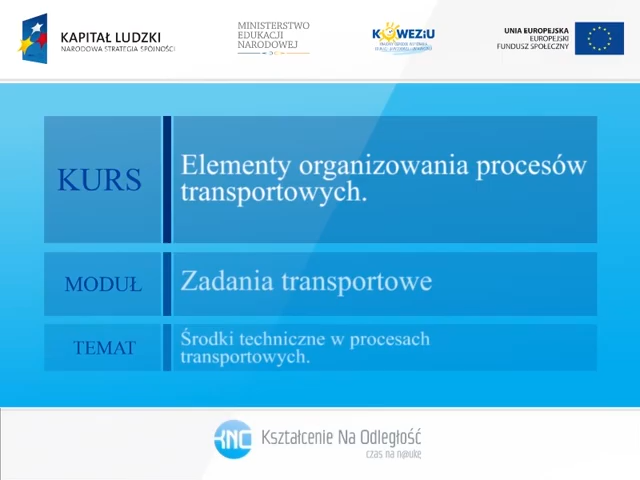 KAPITAŁ LUDZKI
NARODOWA STRATEGIA SPÓJNOŚCI
MINISTERSTWO
EDUKACJI
NARODOWEJ
KOWEZiU
UNIA EUROPEJSKA
EUROPEJSKI
FUNDUSZ SPOŁECZNY
KURS
Elementy organizowania procesów
transportowych.
MODUŁ
Zadania transportowe
TEMAT
Środki techniczne w procesach
transportowych.
KNO
Kształcenie Na Odległość
czas na n@ukę